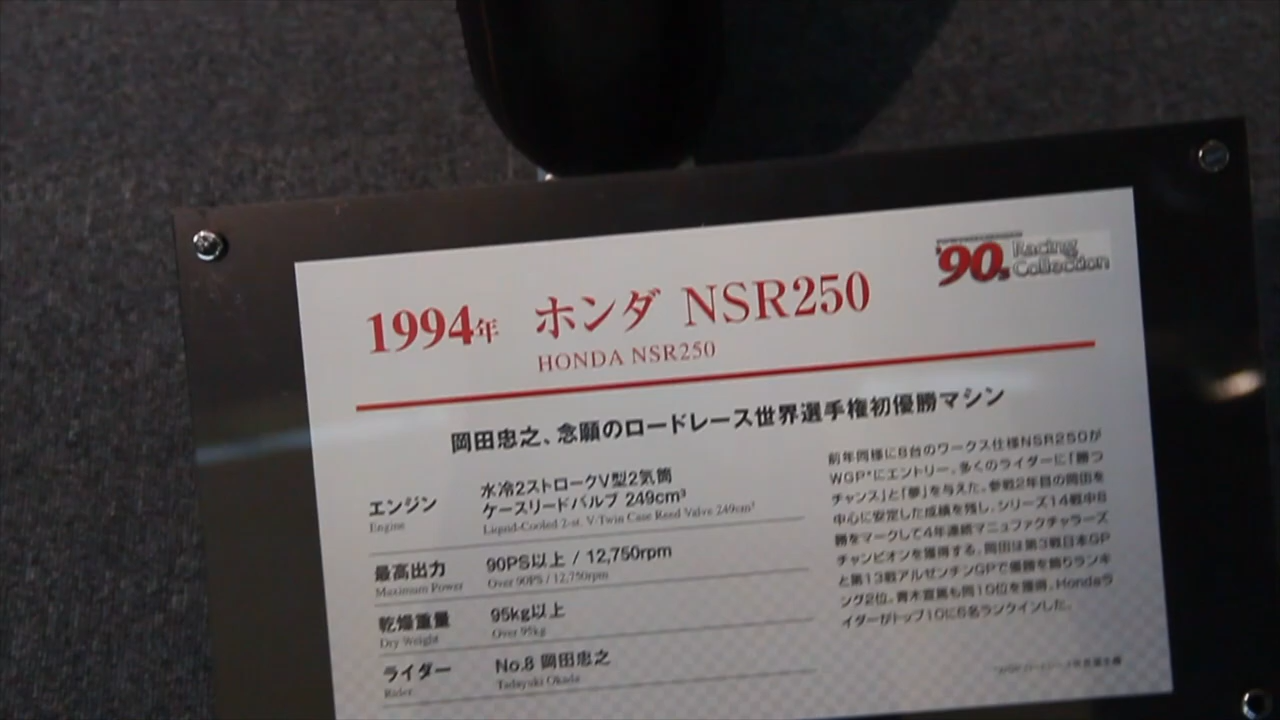 '90s Racing Collection
1994年 ホンダ NSR250
HONDA NSR250
岡田忠之、念願のロードレース世界選手権初優勝マシン
エンジン
Engine
水冷2ストロークV型2気筒
ケースリードバルブ 249cm³
Liquid-Cooled 2-st. V-Twin Case Reed Valve 249cm³
最高出力
Maximum Power
90PS以上 / 12,750rpm
Over 90PS / 12,750rpm
乾燥重量
Dry Weight
95kg以上
Over 95kg
ライダー
Rider
No.8 岡田忠之
Tadayuki Okada
前年同様に8台のワークス仕様NSR250が
WGP*にエントリー。多くのライダーに「勝つ
チャンス」と「夢」を与えた。参戦2年目の岡田を
中心に安定した成績を残し、シリーズ14戦中8
勝をマークして4年連続マニュファクチャラーズ
チャンピオンを獲得する。岡田は第3戦日本GP
と第13戦アルゼンチンGPで優勝を飾りランキ
ング2位。青木宣篤も同10位を獲得。Hondaラ
イダーがトップ10に6名ランクインした。